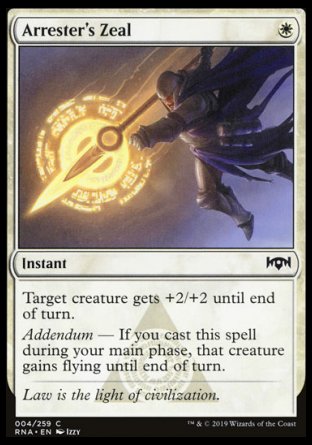 Arrester's Zeal
Instant
Target creature gets +2/+2 until end
of turn.
Addendum — If you cast this spell
during your main phase, that creature
gains flying until end of turn.
Law is the light of civilization.
004/259 C
RNA • EN Izzy
™ & © 2019 Wizards of the Coast